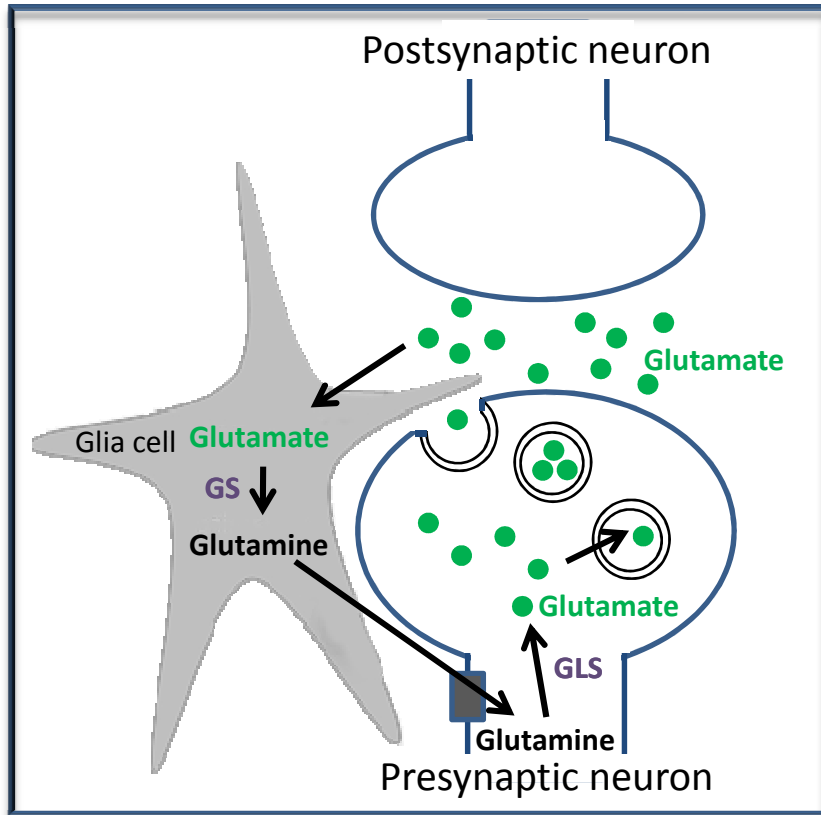 Postsynaptic neuron
Glutamate
Glia cell Glutamate
GS
Glutamine
Glutamate
GLS
Glutamine
Presynaptic neuron